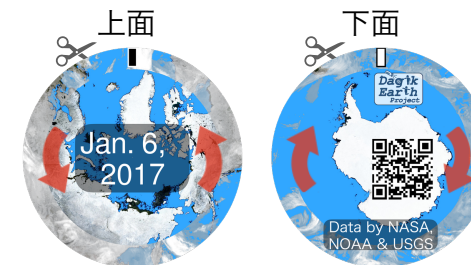 上面
下面
Jan. 6,
2017
Dagik
Earth
Project
Data by NASA,
NOAA & USGS